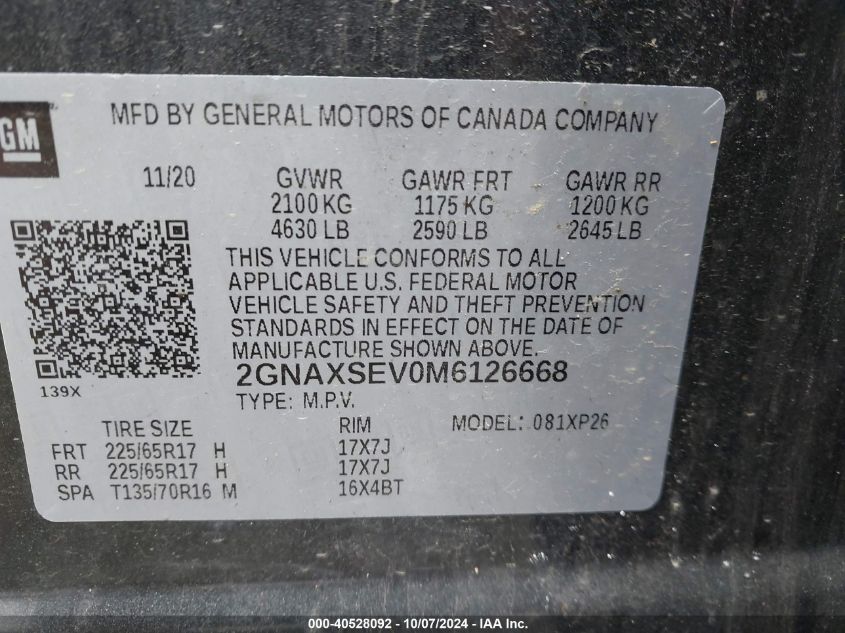 GM
MFD BY GENERAL MOTORS OF CANADA COMPANY
11/20 GVWR GAWR FRT GAWR RR
2100 KG 1175 KG 1200 KG
4630 LB 2590 LB 2645 LB
THIS VEHICLE CONFORMS TO ALL
APPLICABLE U.S. FEDERAL MOTOR
VEHICLE SAFETY AND THEFT PREVENTION
STANDARDS IN EFFECT ON THE DATE OF
MANUFACTURE SHOWN ABOVE.
2GNAXSEV0M6126668
139X
TYPE: M.P.V.
TIRE SIZE RIM MODEL: 081XP26
FRT 225/65R17 H 17X7J
RR 225/65R17 H 17X7J
SPA T135/70R16 M 16X4BT
000-40528092 - 10/07/2024 - IAA Inc.